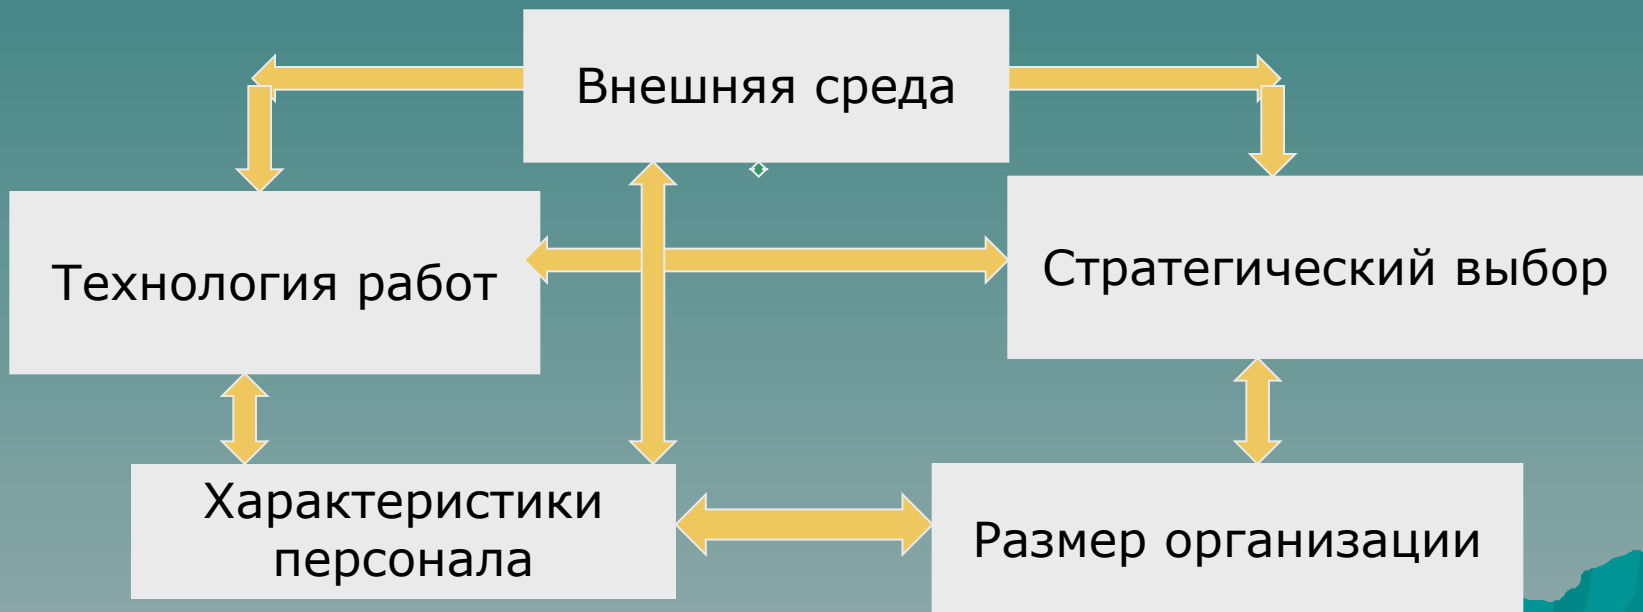 Внешняя среда
Технология работ
Стратегический выбор
Характеристики
персонала
Размер организации